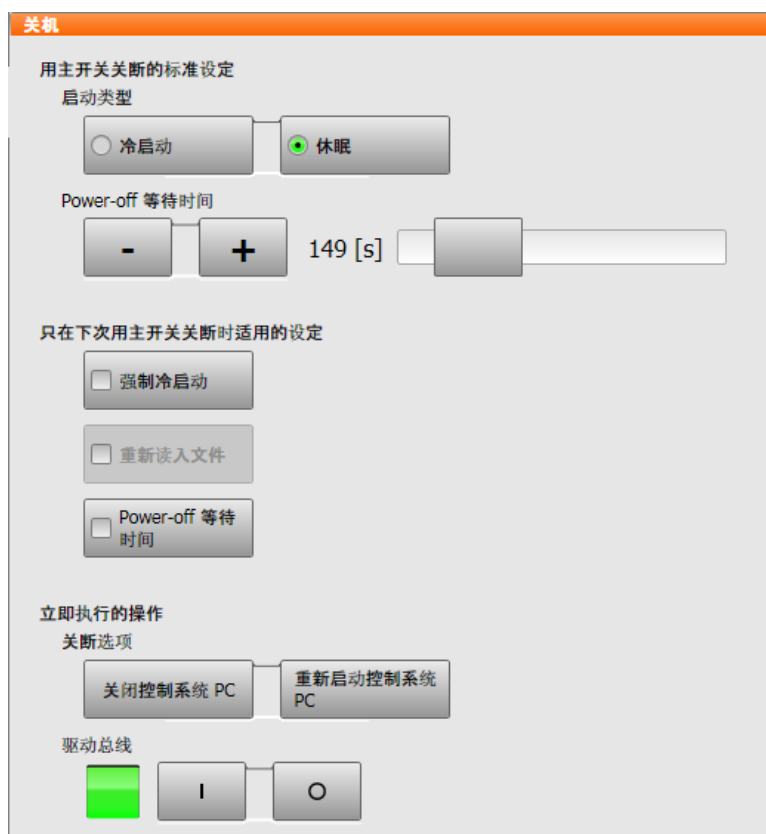 关机
用主开关关断的标准设定
启动类型
冷启动 休眠
Power-off 等待时间
- + 149 [s]
只在下次用主开关关断时适用的设定
强制冷启动
重新读入文件
Power-off 等待
时间
立即执行的操作
关断选项
关闭控制系统 PC
重新启动控制系统
PC
驱动总线
I O